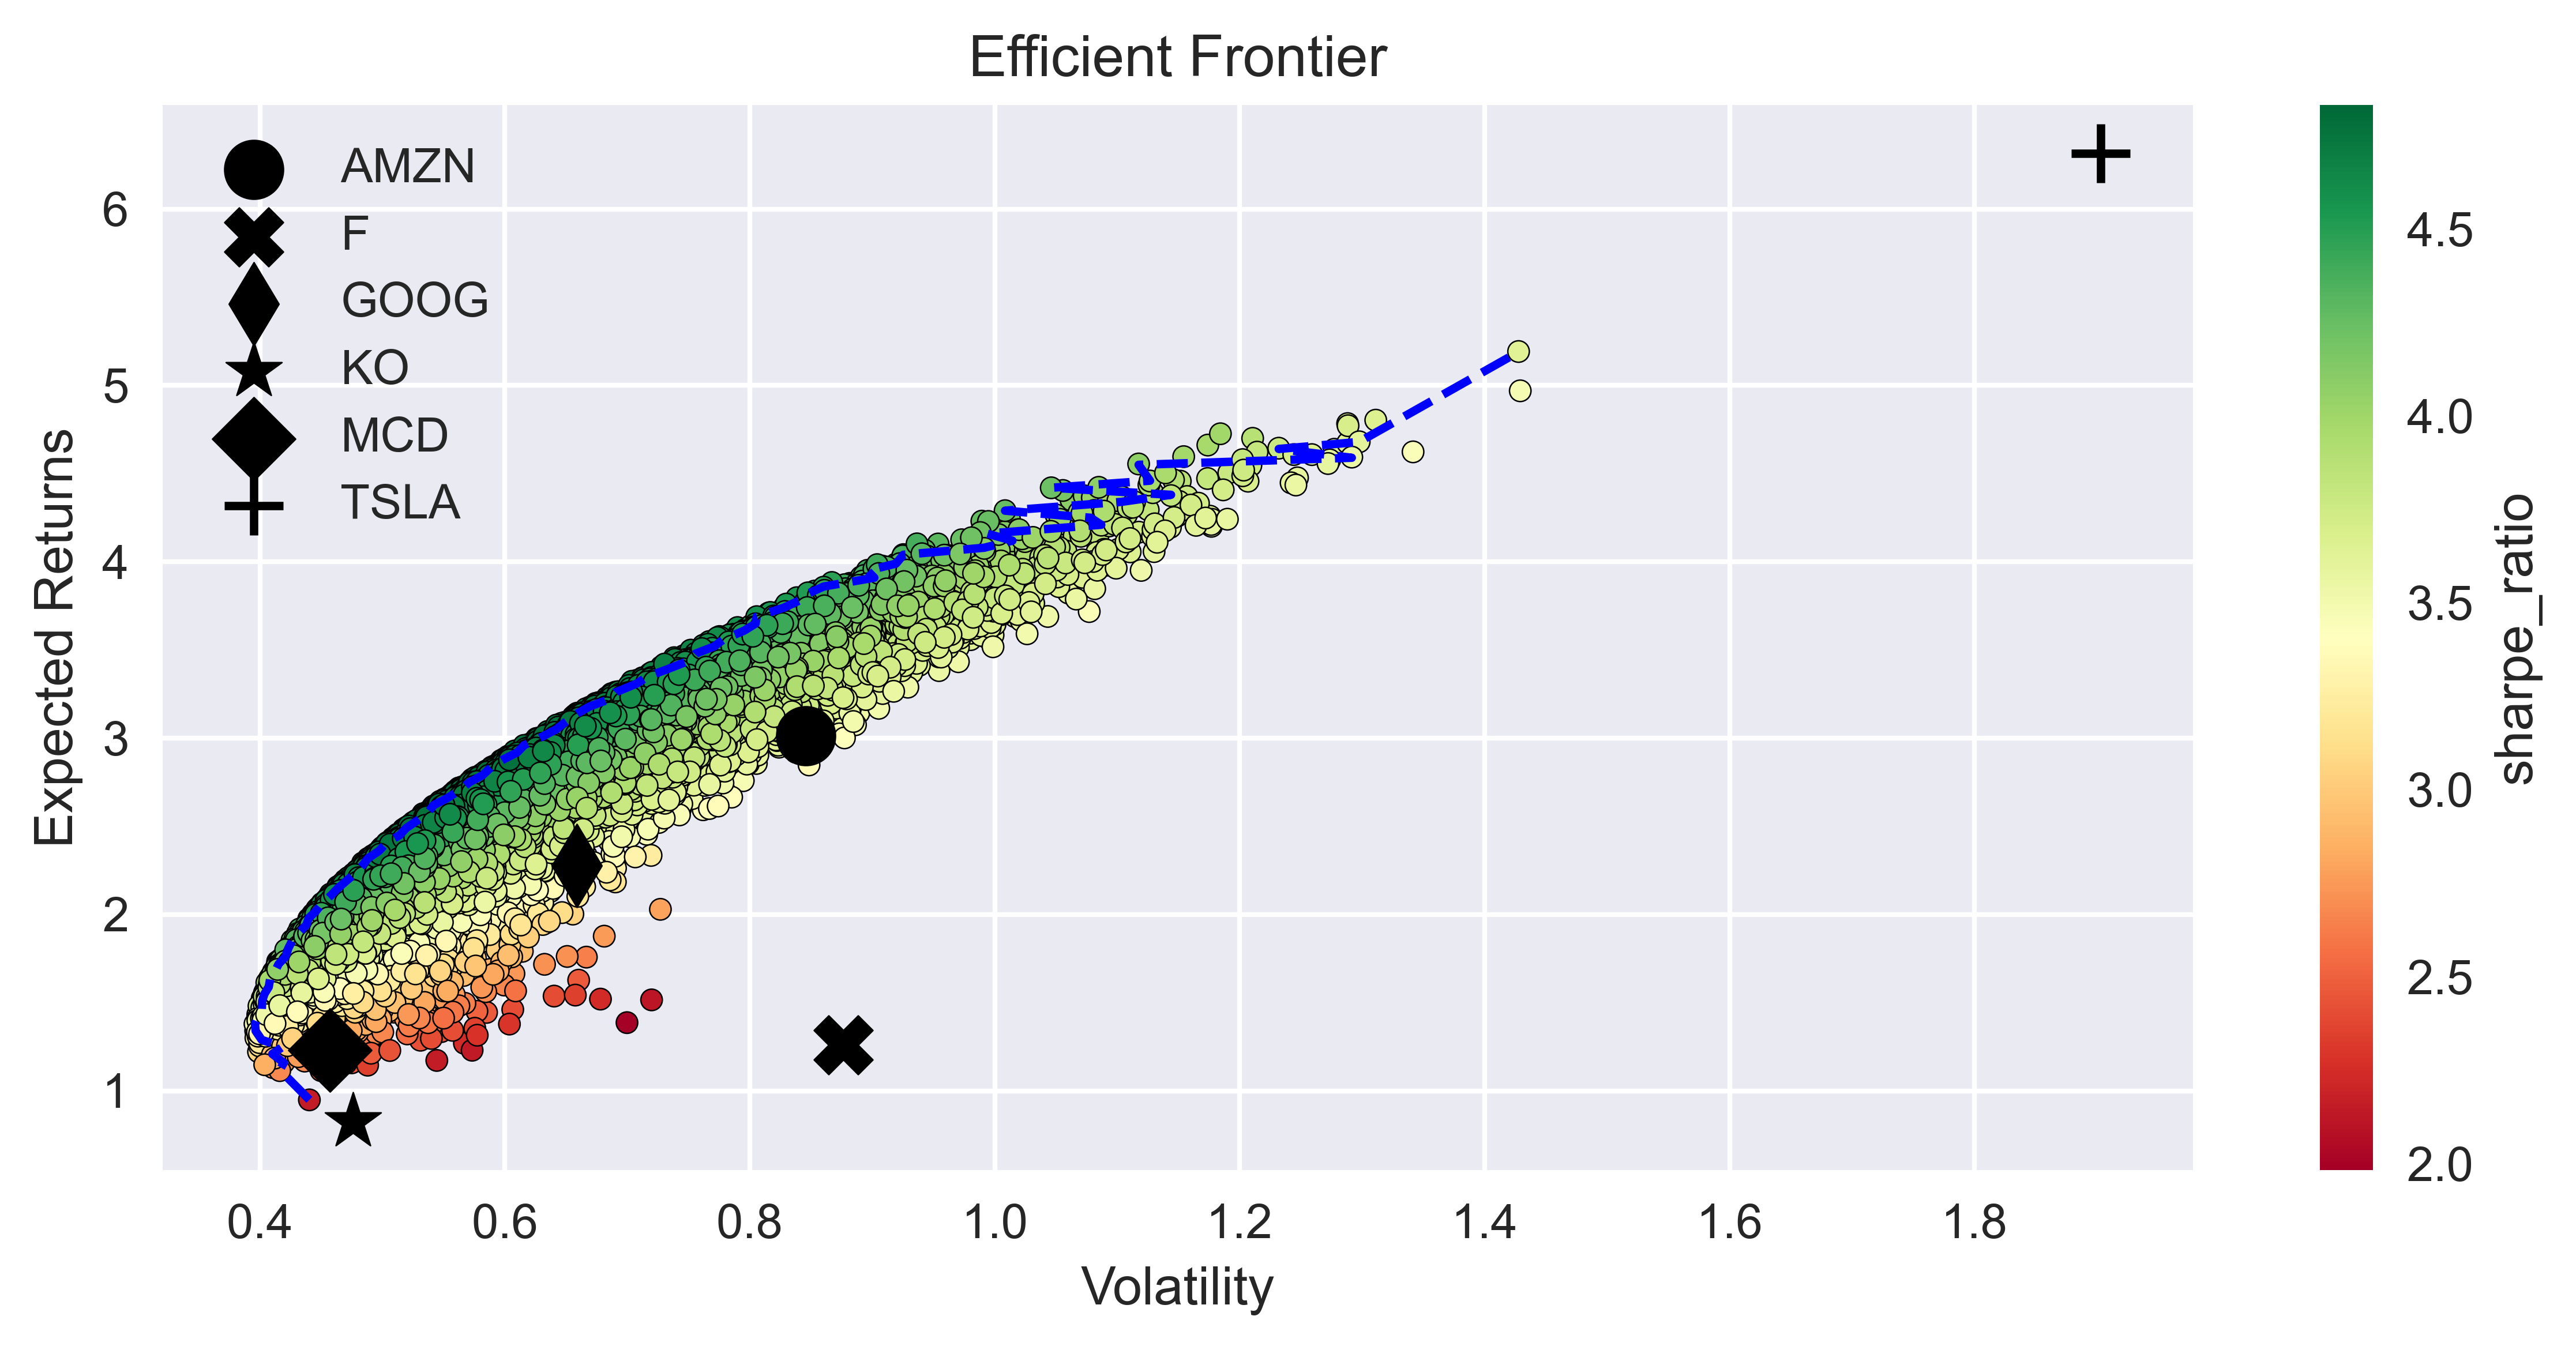 Efficient Frontier
AMZN
F
GOOG
KO
MCD
TSLA
Expected Returns
6
5
4
3
2
1
0.4 0.6 0.8 1.0 1.2 1.4 1.6 1.8
Volatility
4.5
4.0
3.5
3.0
2.5
2.0
sharpe_ratio